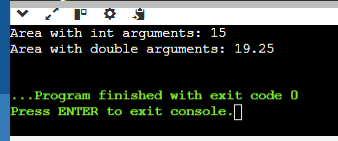 Area with int arguments: 15
Area with double arguments: 19.25
...Program finished with exit code 0
Press ENTER to exit console.